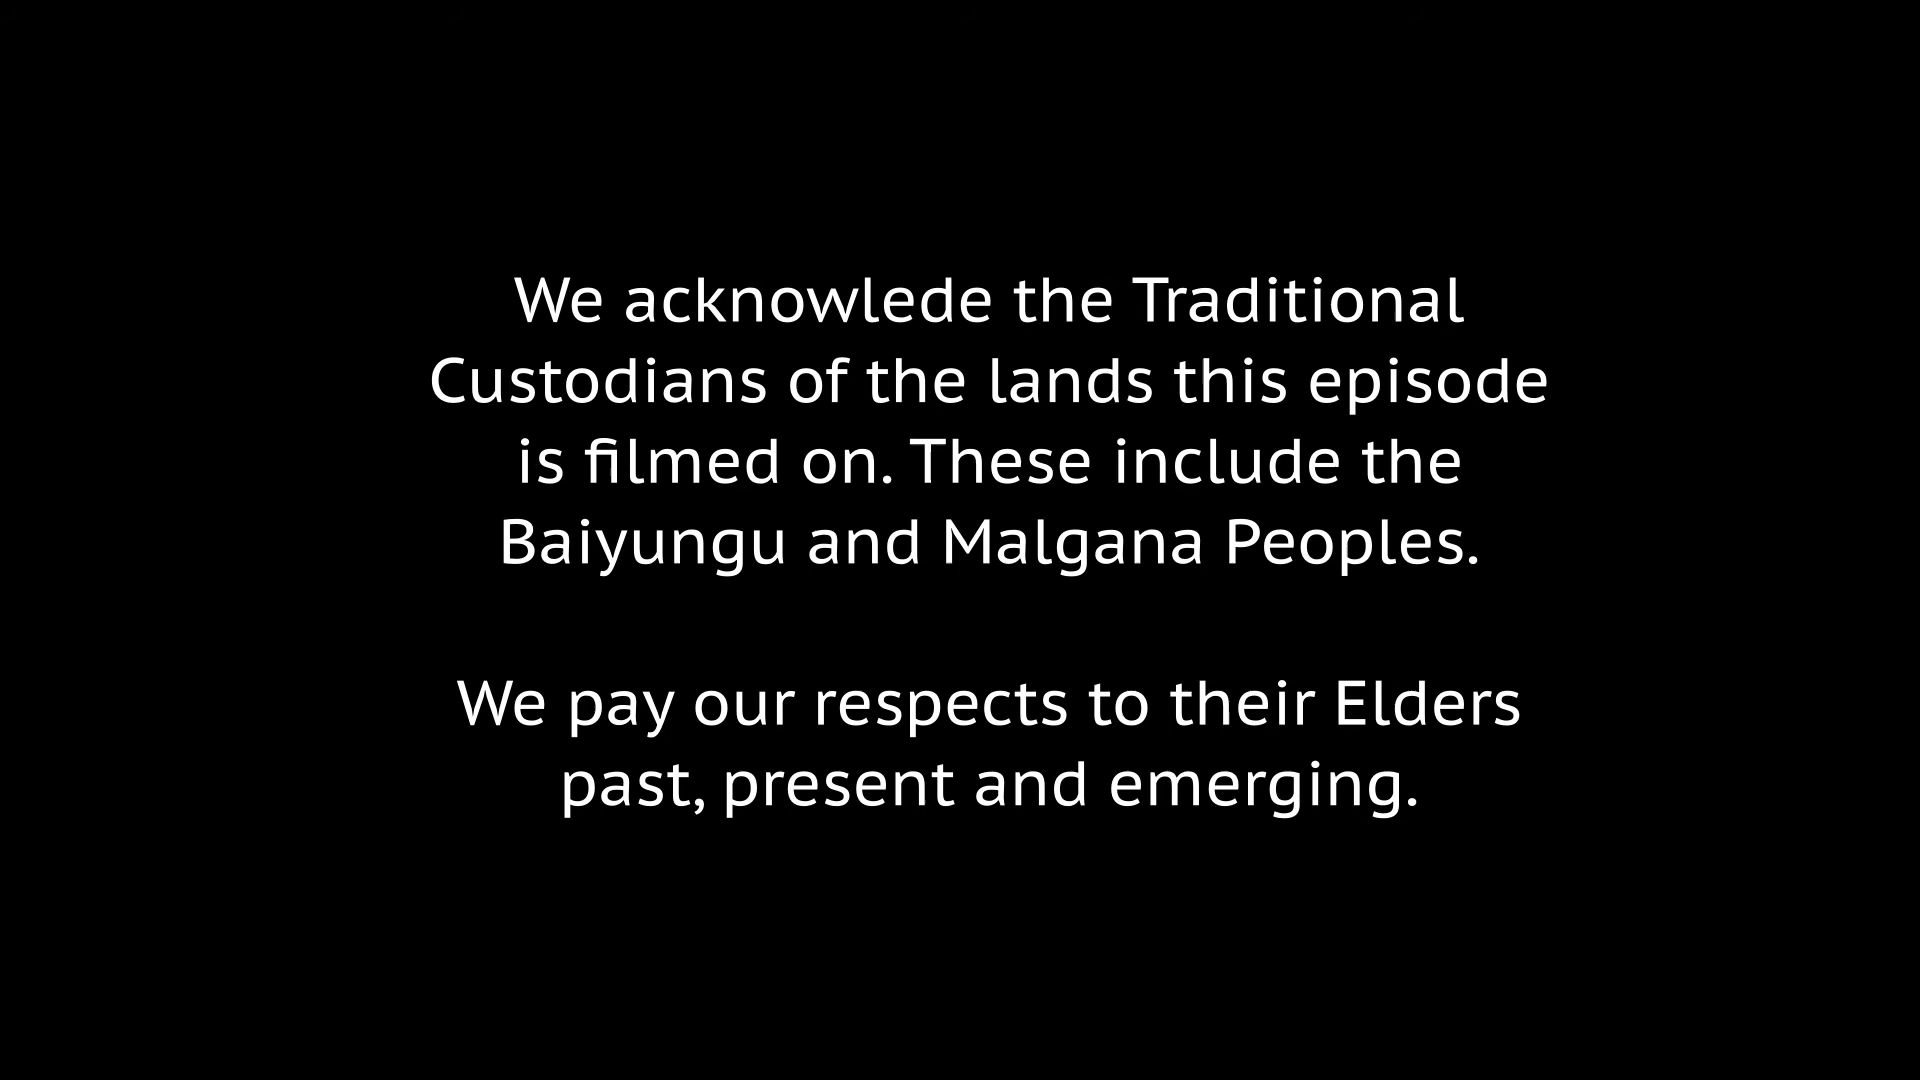 We acknowlede the Traditional
Custodians of the lands this episode
is filmed on. These include the
Baiyungu and Malgana Peoples.
We pay our respects to their Elders
past, present and emerging.